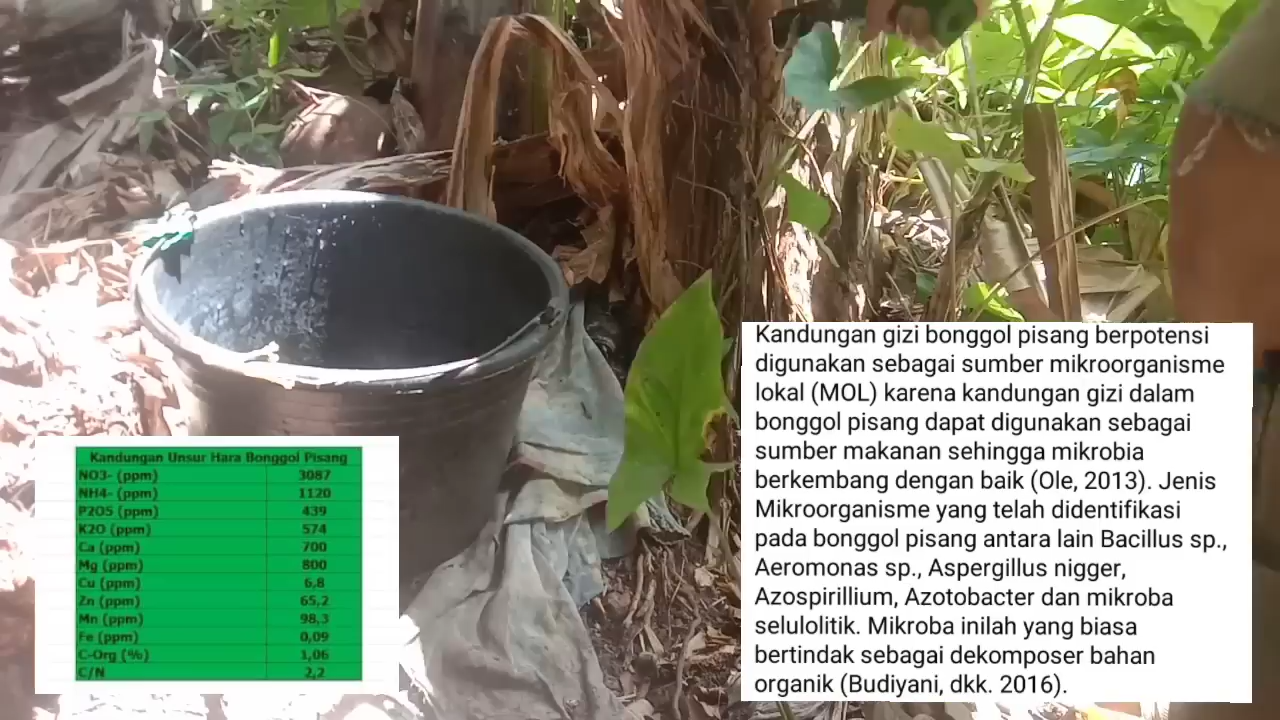 Kandungan gizi bonggol pisang berpotensi
digunakan sebagai sumber mikroorganisme
lokal (MOL) karena kandungan gizi dalam
bonggol pisang dapat digunakan sebagai
sumber makanan sehingga mikrobia
berkembang dengan baik (Ole, 2013). Jenis
Mikroorganisme yang telah didentifikasi
pada bonggol pisang antara lain Bacillus sp.,
Aeromonas sp., Aspergillus nigger,
Azospirillium, Azotobacter dan mikroba
selulolitik. Mikroba inilah yang biasa
bertindak sebagai dekomposer bahan
organik (Budiyani, dkk. 2016).
Kandungan Unsur Hara Bonggol Pisang
NO3- (ppm) 3087
NH4- (ppm) 1120
P2O5 (ppm) 439
K2O (ppm) 574
Ca (ppm) 700
Mg (ppm) 800
Cu (ppm) 6,8
Zn (ppm) 65,2
Mn (ppm) 98,3
Fe (ppm) 0,09
C-Org (%) 1,06
C/N 2,2